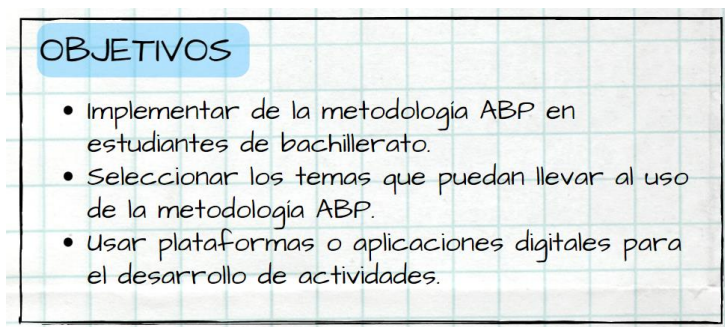 OBJETIVOS
• Implementar de la metodología ABP en
estudiantes de bachillerato.
• Seleccionar los temas que puedan llevar al uso
de la metodología ABP.
• Usar plataformas o aplicaciones digitales para
el desarrollo de actividades.